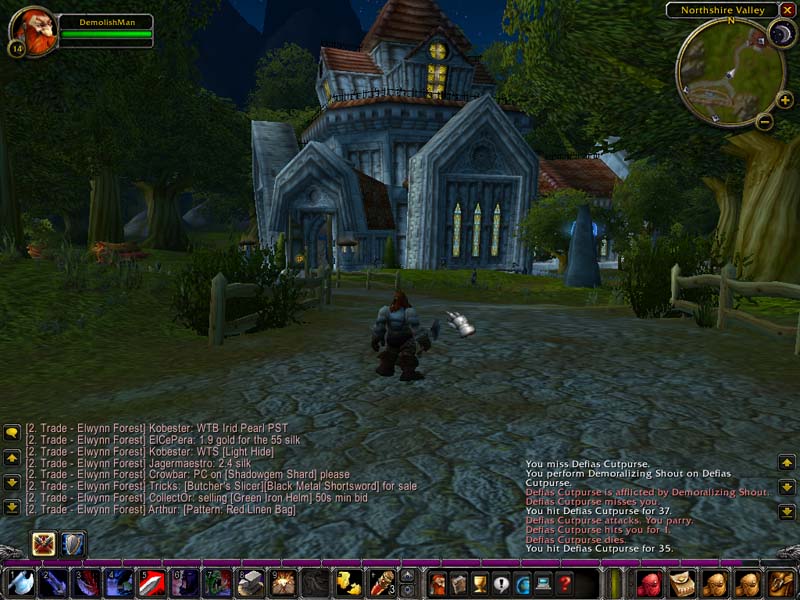 DemolishMan
14
Northshire Valley
N
[2. Trade - Elwynn Forest] Kobester: WTB Irid Pearl PST
[2. Trade - Elwynn Forest] ElCePera: 1.9 gold for the 55 silk
[2. Trade - Elwynn Forest] Kobester: WTS [Light Hide]
[2. Trade - Elwynn Forest] Jagermaestro: 2.4 silk
[2. Trade - Elwynn Forest] Crowbar: PC on [Shadowgem Shard] please
[2. Trade - Elwynn Forest] Tricks: [Butcher's Slicer][Black Metal Shortsword] for sale
[2. Trade - Elwynn Forest] CollectOr: selling [Green Iron Helm] 50s min bid
[2. Trade - Elwynn Forest] Arthur: [Pattern: Red Linen Bag]
You miss Defias Cutpurse.
You perform Demoralizing Shout on Defias
Cutpurse.
Defias Cutpurse is afflicted by Demoralizing Shout.
Defias Cutpurse misses you.
You hit Defias Cutpurse for 37.
Defias Cutpurse attacks. You parry.
Defias Cutpurse hits you for 1.
Defias Cutpurse dies.
You hit Defias Cutpurse for 35.